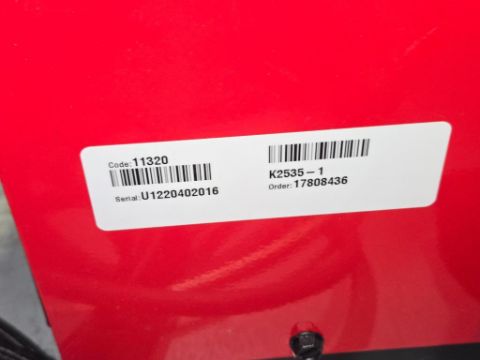 Code: 11320
Serial: U1220402016
K2535-1
Order: 17808436